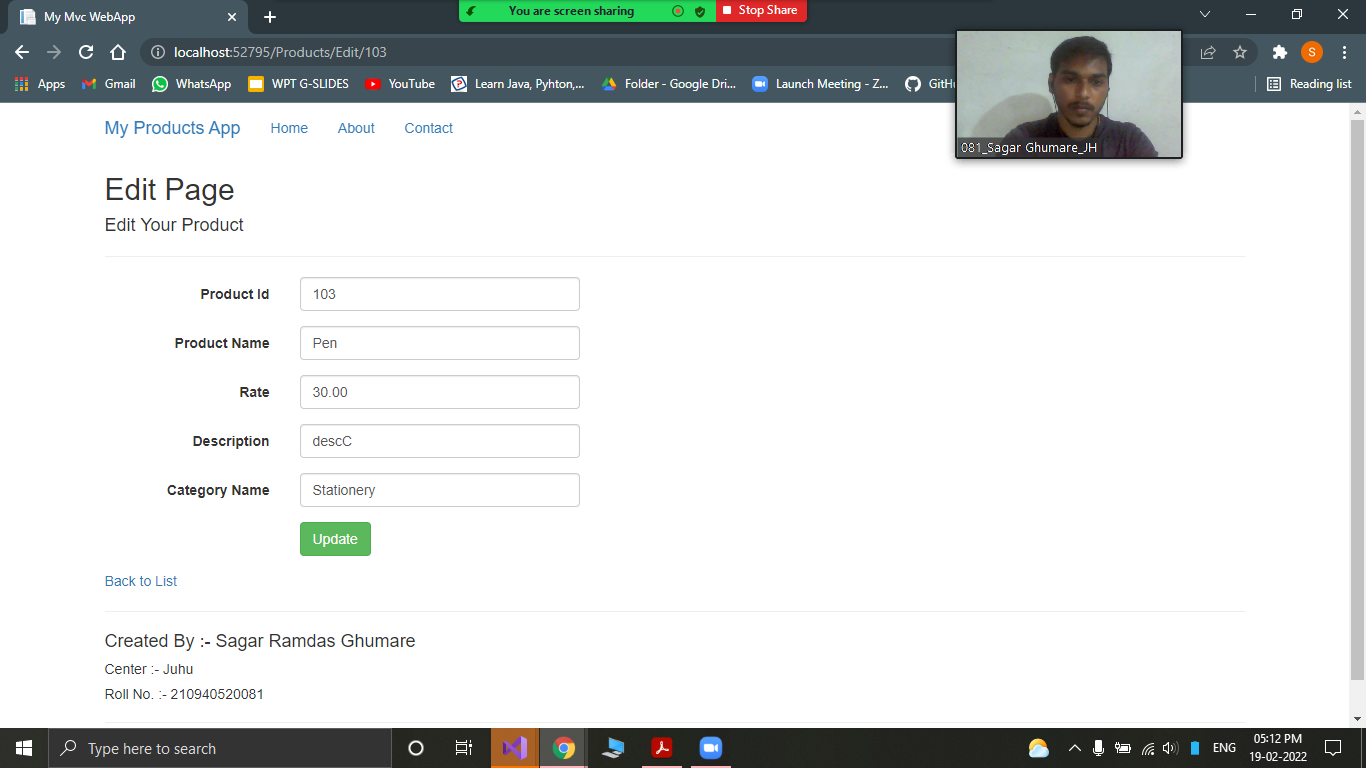 My Mvc WebApp
You are screen sharing
Stop Share
localhost:52795/Products/Edit/103
S
Apps
Gmail
WhatsApp
WPT G-SLIDES
YouTube
Learn Java, Pyhton,...
Folder - Google Dri...
Launch Meeting - Z...
Reading list
081_Sagar Ghumare_JH
My Products App
Home
About
Contact
Edit Page
Edit Your Product
Product Id
103
Product Name
Pen
Rate
30.00
Description
descC
Category Name
Stationery
Update
Back to List
Created By :- Sagar Ramdas Ghumare
Center :- Juhu
Roll No. :- 210940520081
Type here to search
ENG
05:12 PM
19-02-2022